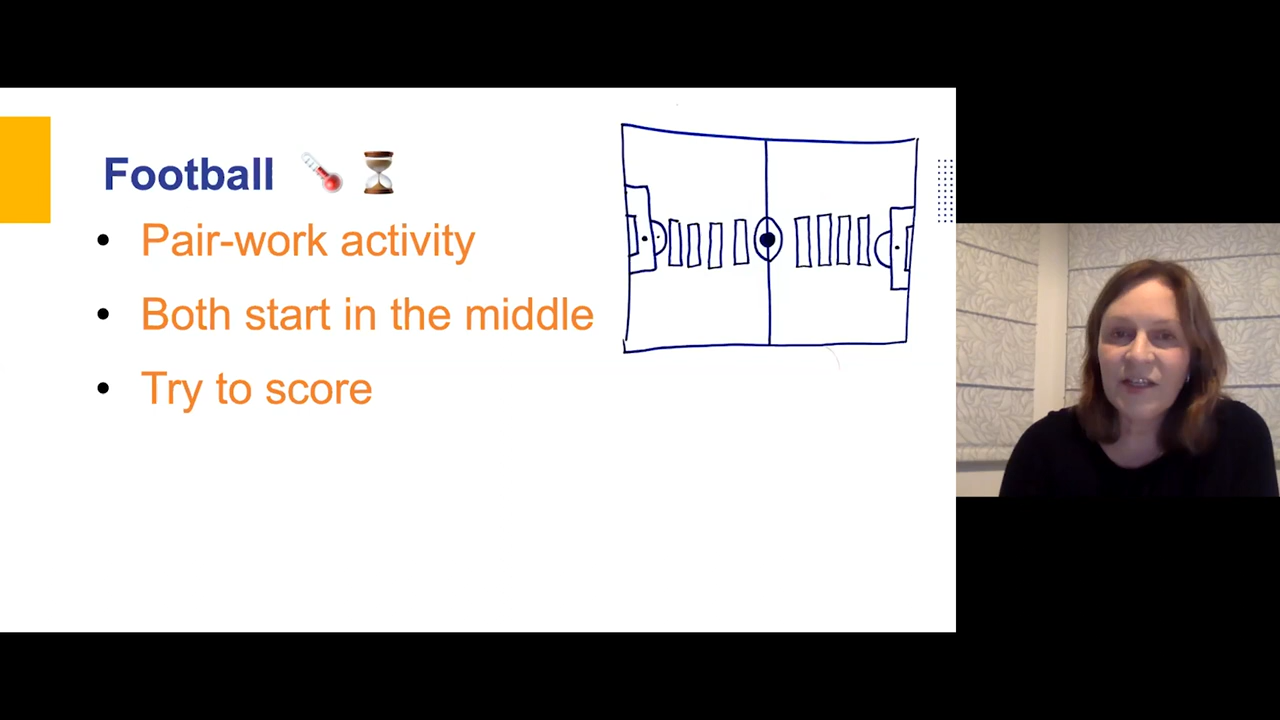 Football
Pair-work activity
Both start in the middle
Try to score